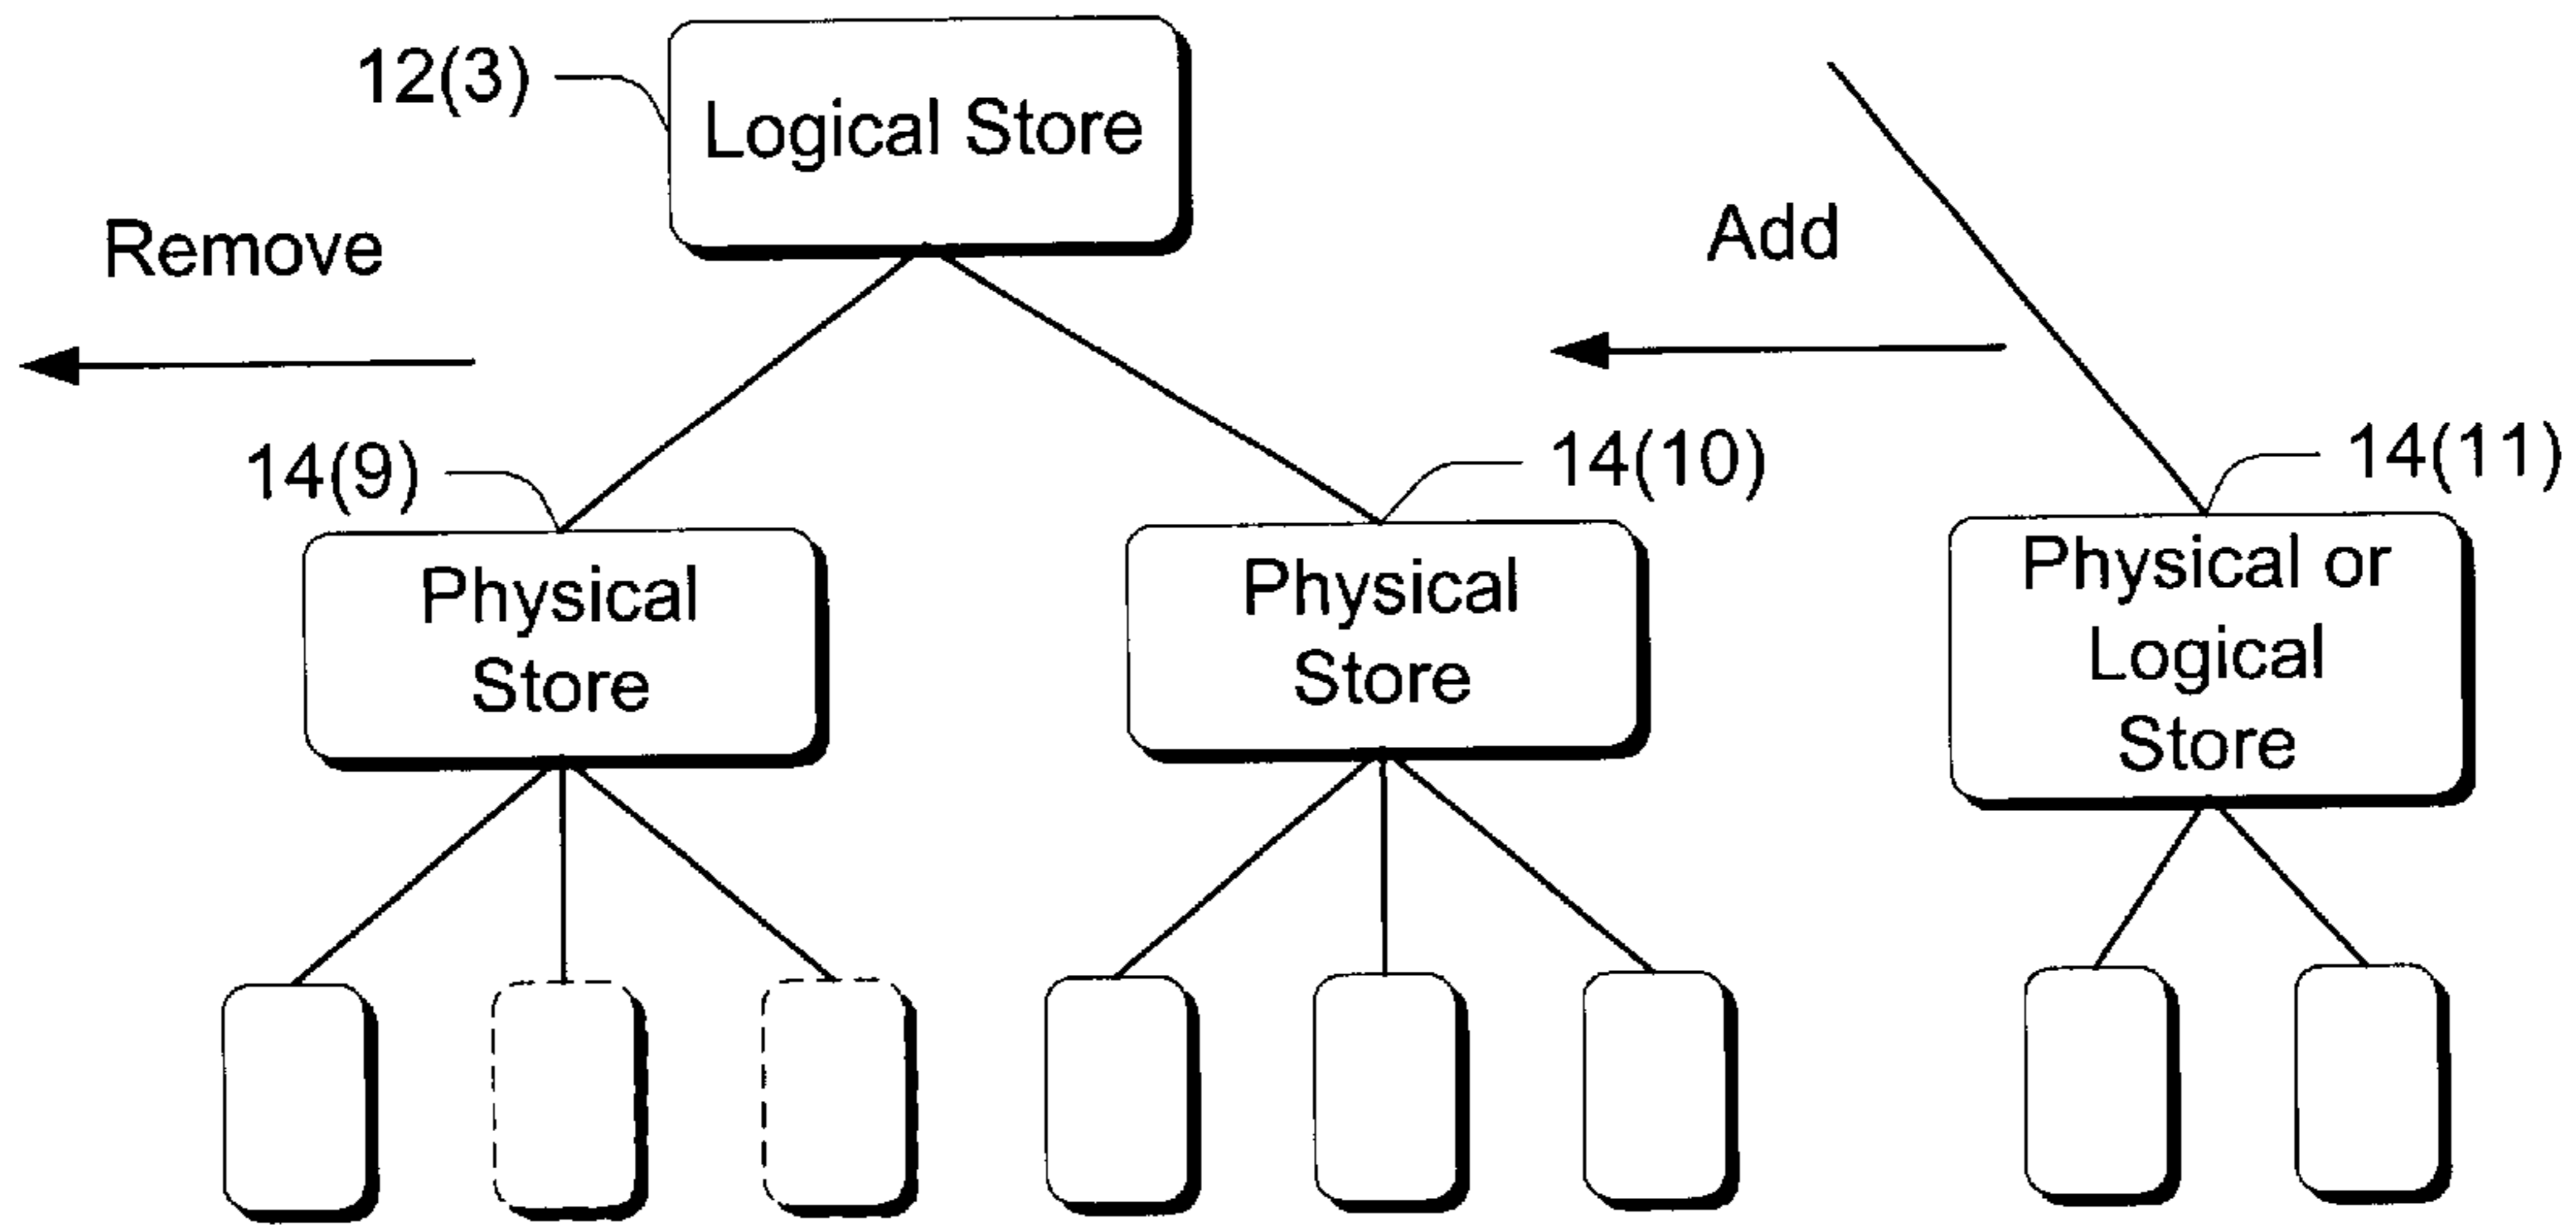 12(3)
Logical Store
Remove
Add
14(9)
14(10)
14(11)
Physical
Store
Physical
Store
Physical or
Logical
Store